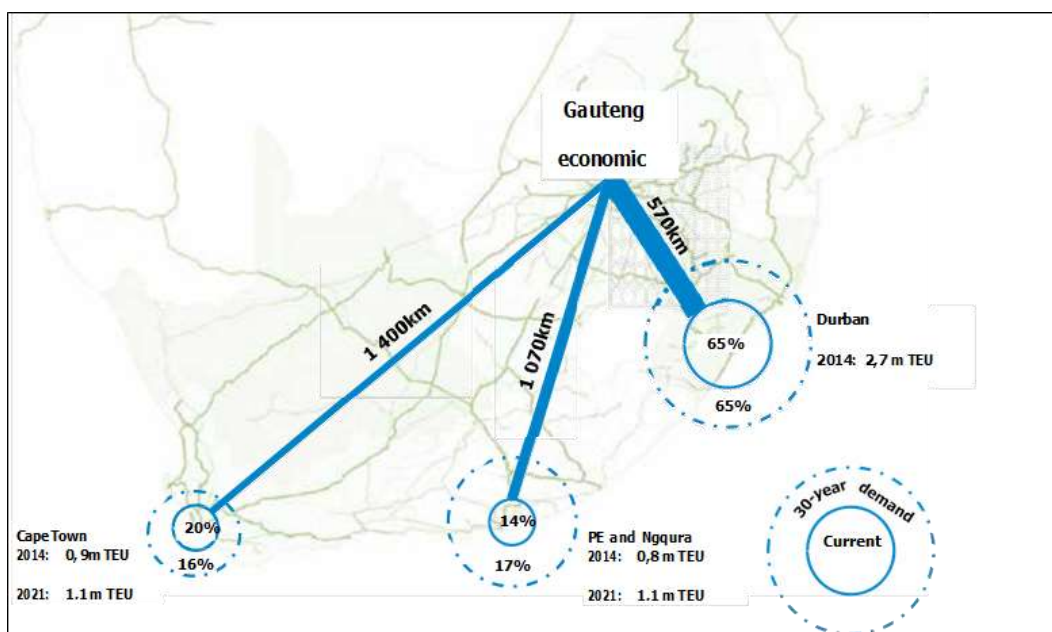 Gauteng
economic
570km
1 400km
1 070km
65%
65%
Durban
2014: 2,7 m TEU
20%
16%
Cape Town
2014: 0, 9m TEU
2021: 1.1 m TEU
14%
17%
PE and Ngqura
2014: 0,8 m TEU
2021: 1.1 m TEU
30-year demand
Current